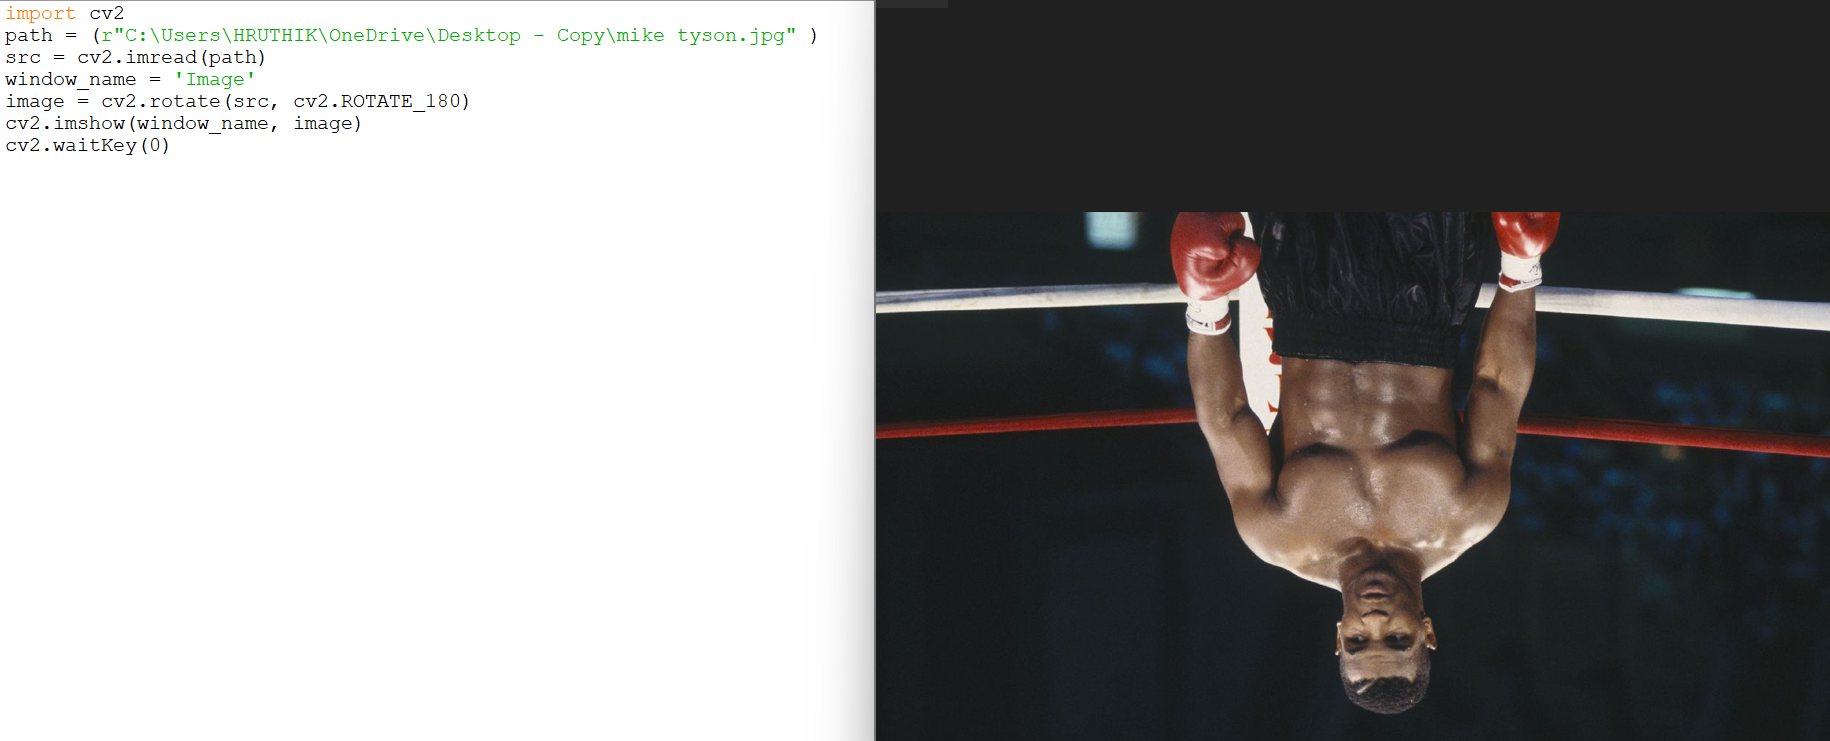 import cv2
path = (r"C:\Users\HRUTHIK\OneDrive\Desktop - Copy\mike tyson.jpg" )
src = cv2.imread(path)
window_name = 'Image'
image = cv2.rotate(src, cv2.ROTATE_180)
cv2.imshow(window_name, image)
cv2.waitKey(0)